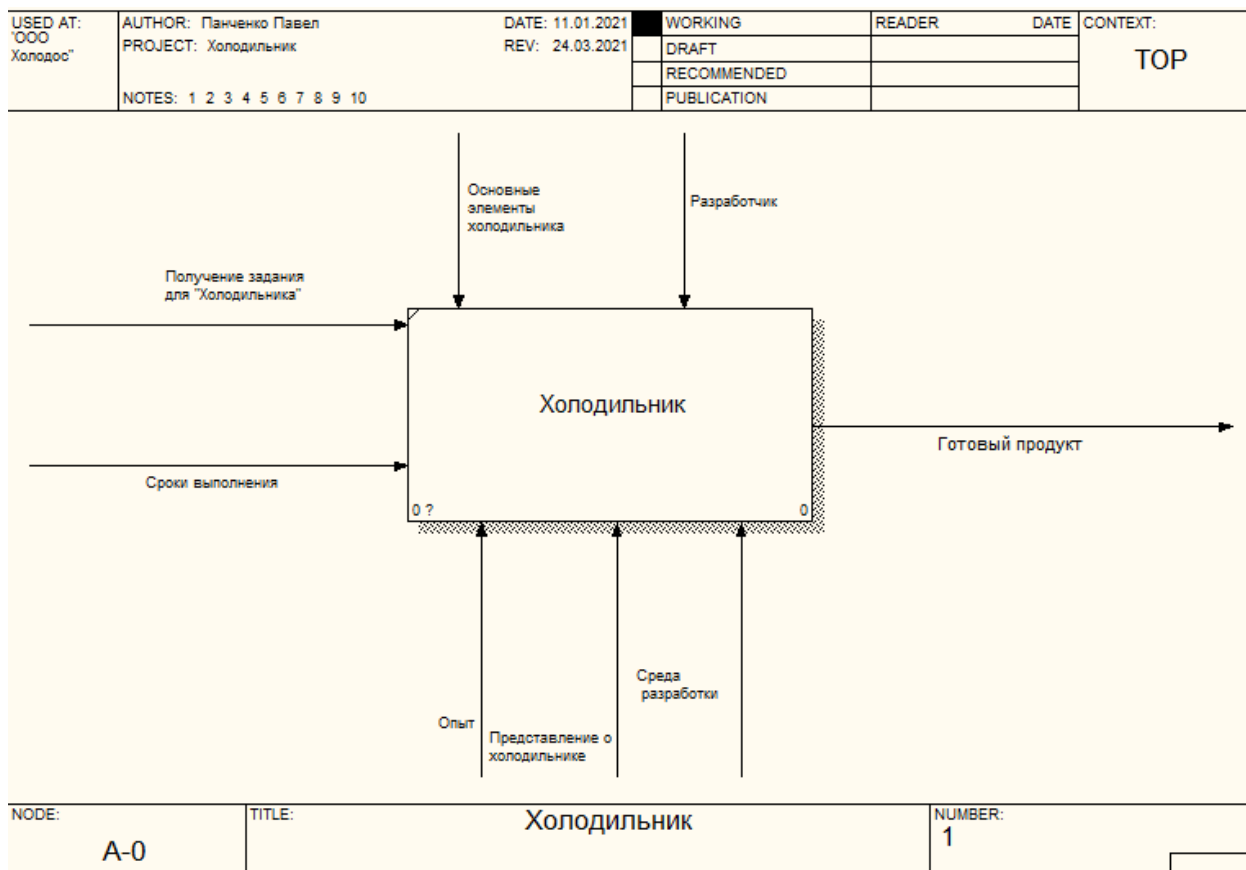 USED AT:
"ООО
Холодос"
AUTHOR: Панченко Павел
DATE: 11.01.2021
PROJECT: Холодильник
REV: 24.03.2021
NOTES: 1 2 3 4 5 6 7 8 9 10
WORKING
DRAFT
RECOMMENDED
PUBLICATION
READER DATE
CONTEXT:
TOP
Основные
элементы
холодильника
Разработчик
Получение задания
для "Холодильника"
Холодильник
Готовый продукт
Сроки выполнения
0 ?
0
Среда
разработки
Опыт
Представление о
холодильнике
NODE:
A-0
TITLE:
Холодильник
NUMBER:
1